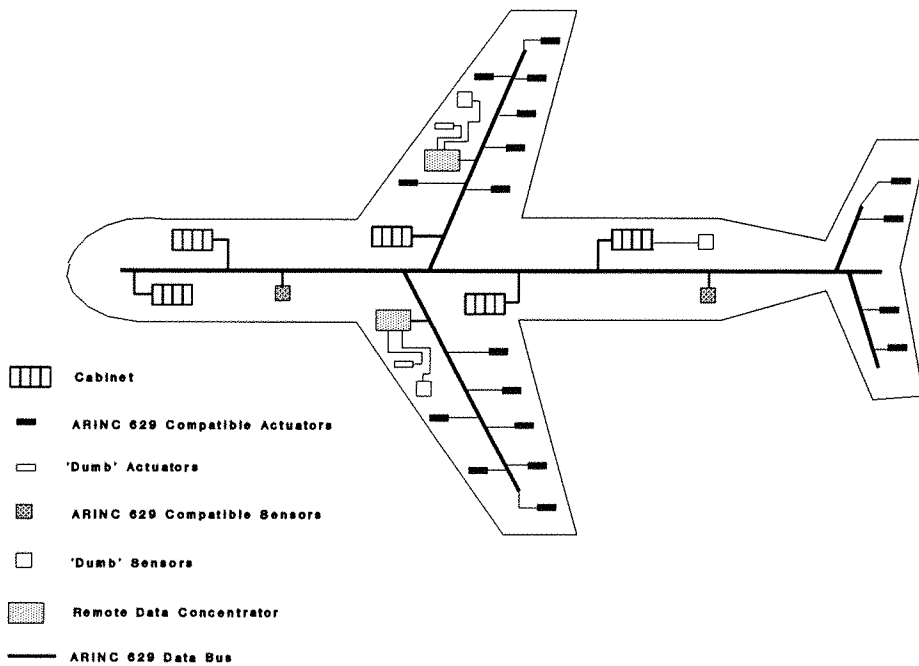 Cabinet
ARINC 629 Compatible Actuators
'Dumb' Actuators
ARINC 629 Compatible Sensors
'Dumb' Sensors
Remote Data Concentrator
ARINC 629 Data Bus